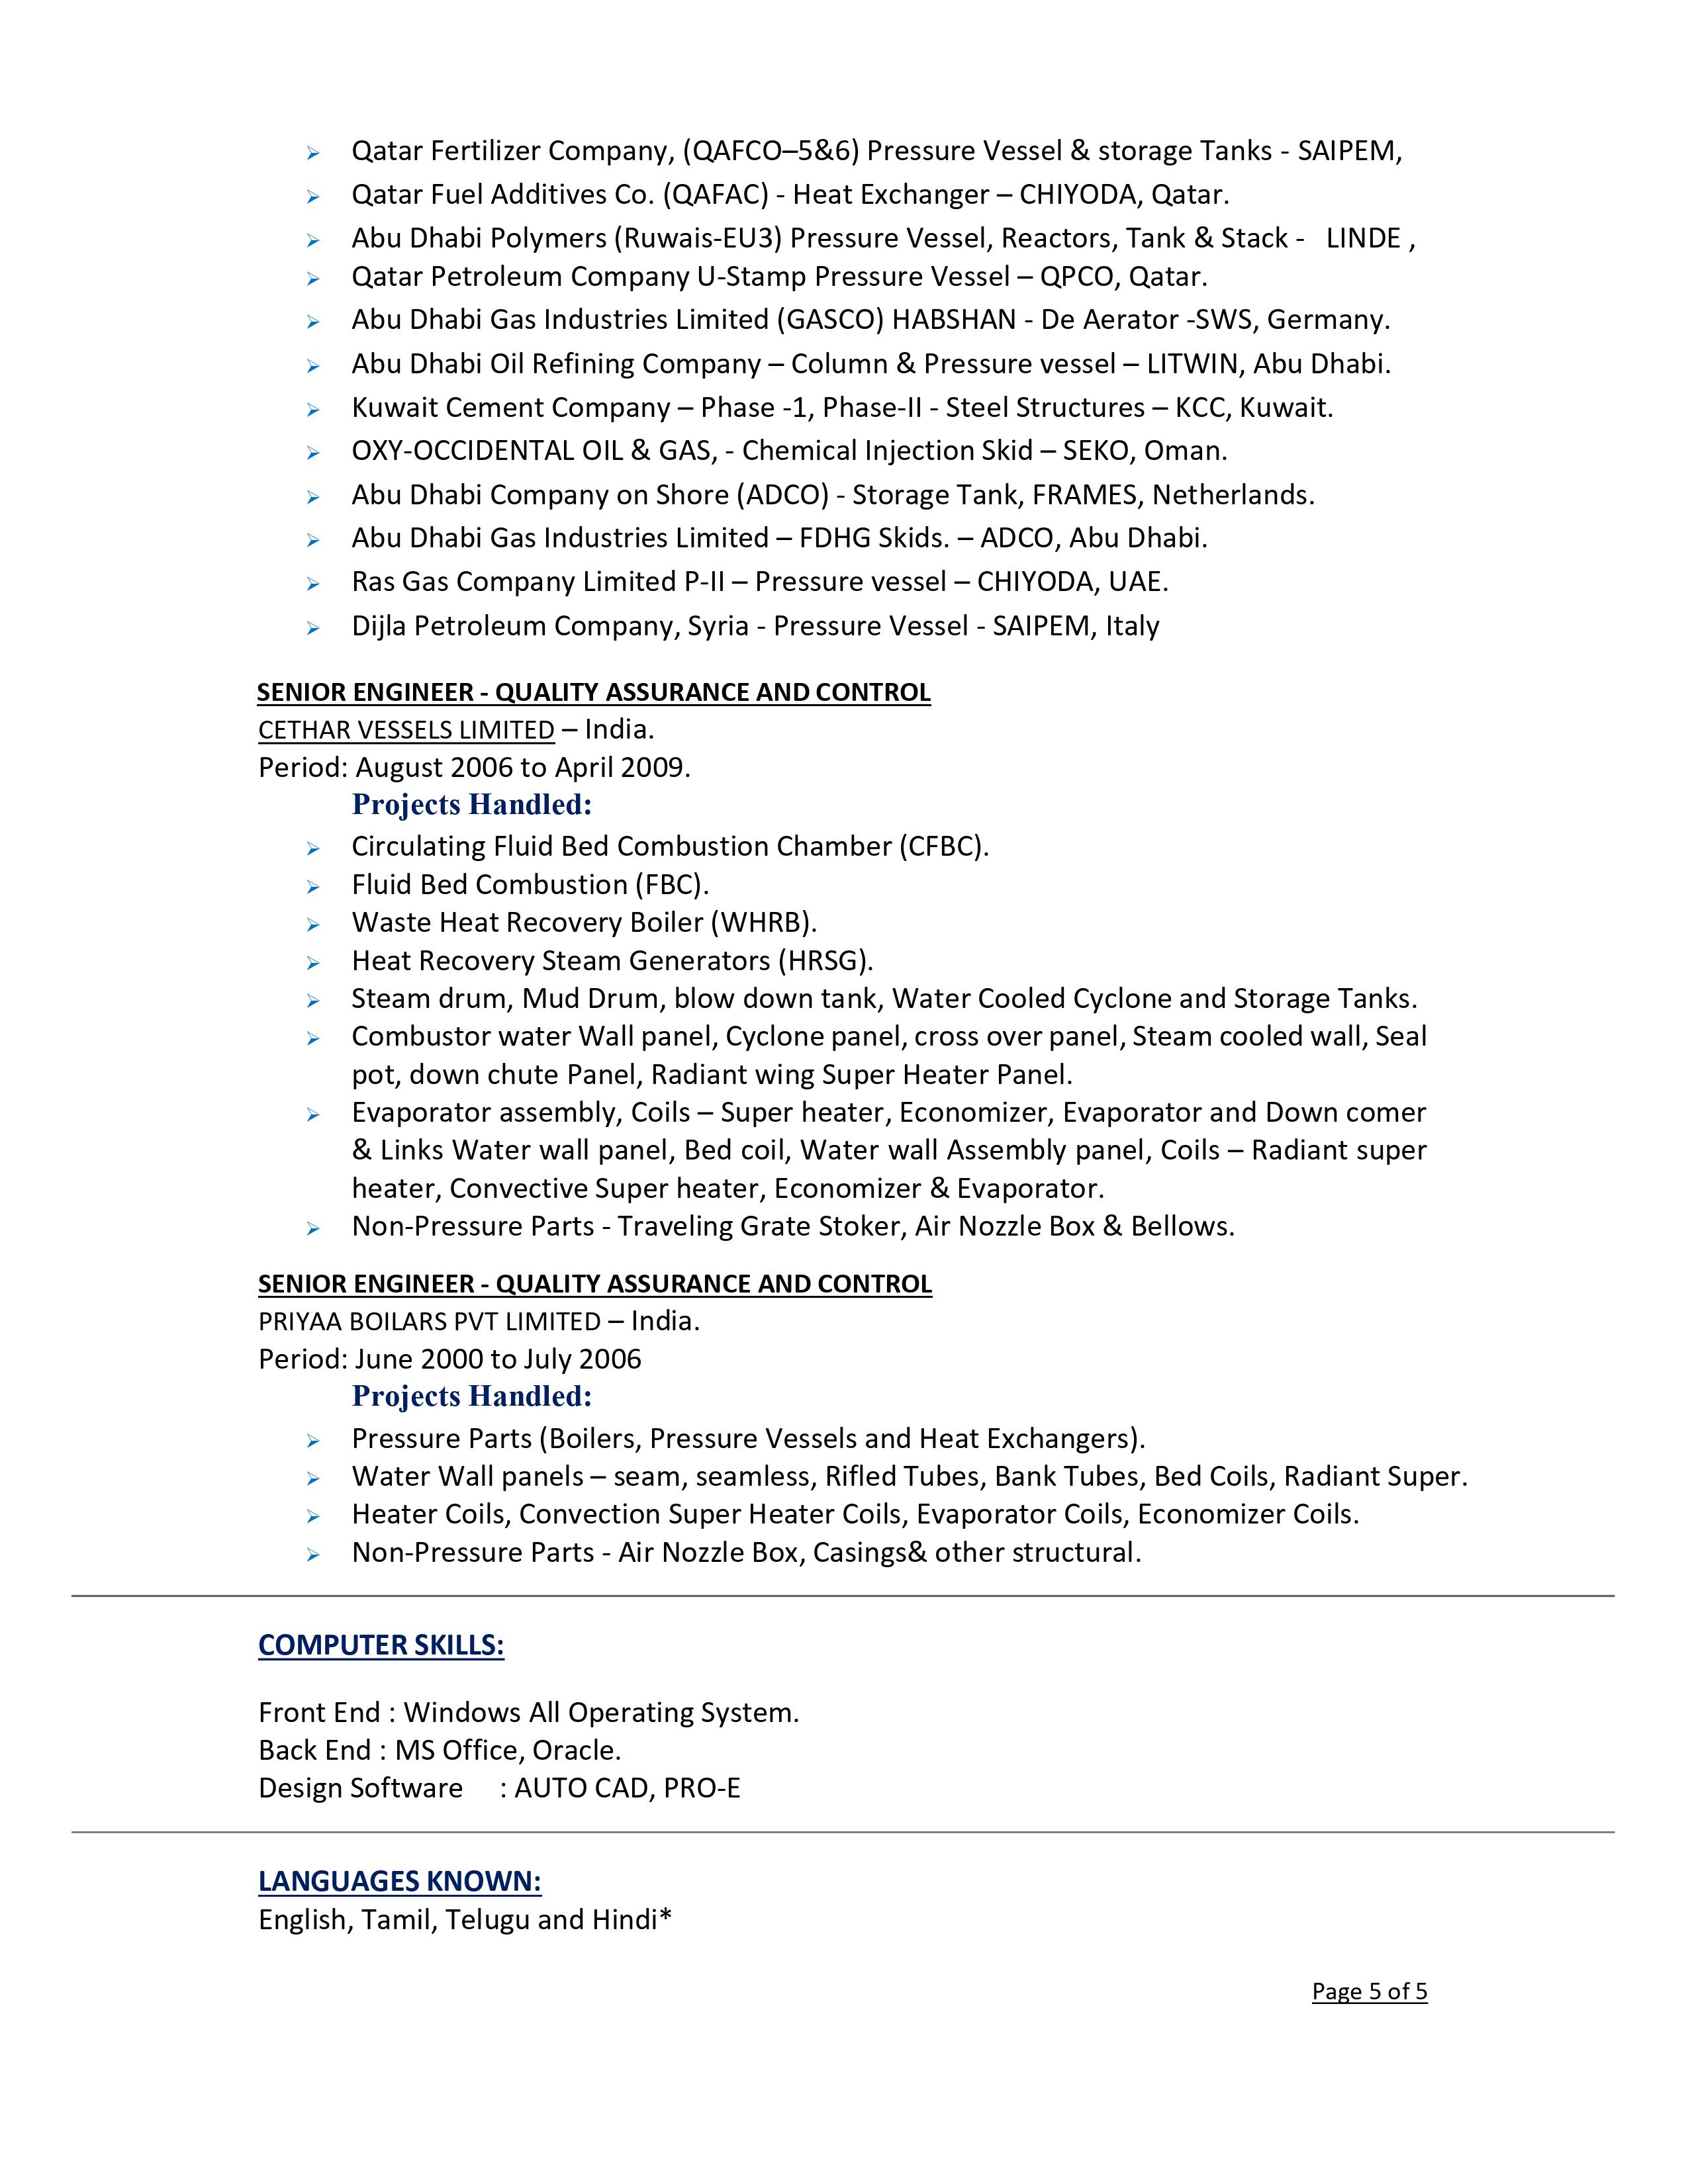 Qatar Fertilizer Company, (QAFCO–5&6) Pressure Vessel & storage Tanks - SAIPEM,
Qatar Fuel Additives Co. (QAFAC) - Heat Exchanger – CHIYODA, Qatar.
Abu Dhabi Polymers (Ruwais-EU3) Pressure Vessel, Reactors, Tank & Stack - LINDE ,
Qatar Petroleum Company U-Stamp Pressure Vessel – QPCO, Qatar.
Abu Dhabi Gas Industries Limited (GASCO) HABSHAN - De Aerator -SWS, Germany.
Abu Dhabi Oil Refining Company – Column & Pressure vessel – LITWIN, Abu Dhabi.
Kuwait Cement Company – Phase -1, Phase-II - Steel Structures – KCC, Kuwait.
OXY-OCCIDENTAL OIL & GAS, - Chemical Injection Skid – SEKO, Oman.
Abu Dhabi Company on Shore (ADCO) - Storage Tank, FRAMES, Netherlands.
Abu Dhabi Gas Industries Limited – FDHG Skids. – ADCO, Abu Dhabi.
Ras Gas Company Limited P-II – Pressure vessel – CHIYODA, UAE.
Dijla Petroleum Company, Syria - Pressure Vessel - SAIPEM, Italy
SENIOR ENGINEER - QUALITY ASSURANCE AND CONTROL
CETHAR VESSELS LIMITED – India.
Period: August 2006 to April 2009.
Projects Handled:
Circulating Fluid Bed Combustion Chamber (CFBC).
Fluid Bed Combustion (FBC).
Waste Heat Recovery Boiler (WHRB).
Heat Recovery Steam Generators (HRSG).
Steam drum, Mud Drum, blow down tank, Water Cooled Cyclone and Storage Tanks.
Combustor water Wall panel, Cyclone panel, cross over panel, Steam cooled wall, Seal
pot, down chute Panel, Radiant wing Super Heater Panel.
Evaporator assembly, Coils – Super heater, Economizer, Evaporator and Down comer
& Links Water wall panel, Bed coil, Water wall Assembly panel, Coils – Radiant super
heater, Convective Super heater, Economizer & Evaporator.
Non-Pressure Parts - Traveling Grate Stoker, Air Nozzle Box & Bellows.
SENIOR ENGINEER - QUALITY ASSURANCE AND CONTROL
PRIYAA BOILARS PVT LIMITED – India.
Period: June 2000 to July 2006
Projects Handled:
Pressure Parts (Boilers, Pressure Vessels and Heat Exchangers).
Water Wall panels – seam, seamless, Rifled Tubes, Bank Tubes, Bed Coils, Radiant Super.
Heater Coils, Convection Super Heater Coils, Evaporator Coils, Economizer Coils.
Non-Pressure Parts - Air Nozzle Box, Casings& other structural.
COMPUTER SKILLS:
Front End : Windows All Operating System.
Back End : MS Office, Oracle.
Design Software : AUTO CAD, PRO-E
LANGUAGES KNOWN:
English, Tamil, Telugu and Hindi*
Page 5 of 5